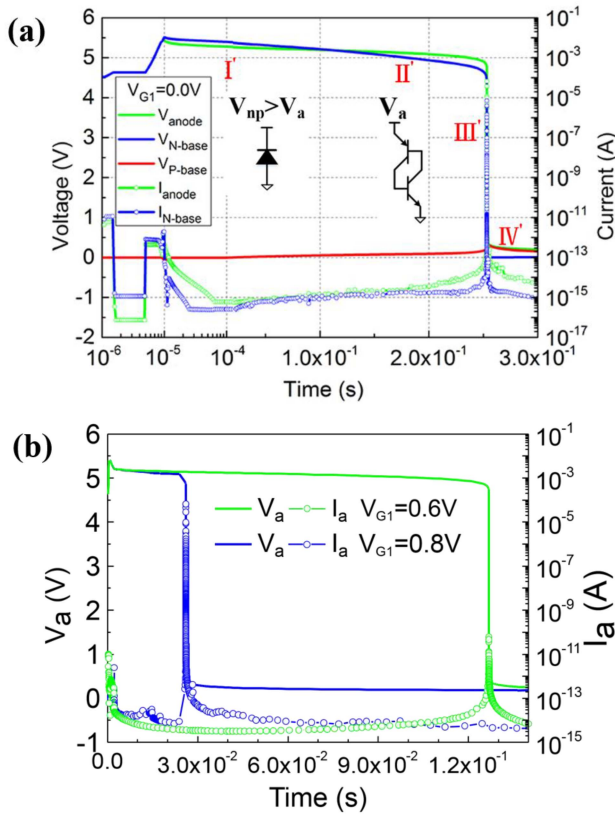 (a)
6
5
4
3
2
1
0
-1
-2
Voltage (V)
V_G1=0.0V
V_anode
V_N-base
V_P-base
I_anode
I_N-base
I'
II'
III'
IV'
V_np>V_a
V_a
10^-1
10^-3
10^-5
10^-7
10^-9
10^-11
10^-13
10^-15
10^-17
Current (A)
10^-6 10^-5 10^-4 1.0x10^-1 2.0x10^-1 3.0x10^-1
Time (s)
(b)
6
5
4
3
2
1
0
-1
V_a (V)
V_a I_a V_G1=0.6V
V_a I_a V_G1=0.8V
10^-1
10^-3
10^-5
10^-7
10^-9
10^-11
10^-13
10^-15
I_a (A)
0.0 3.0x10^-2 6.0x10^-2 9.0x10^-2 1.2x10^-1
Time (s)